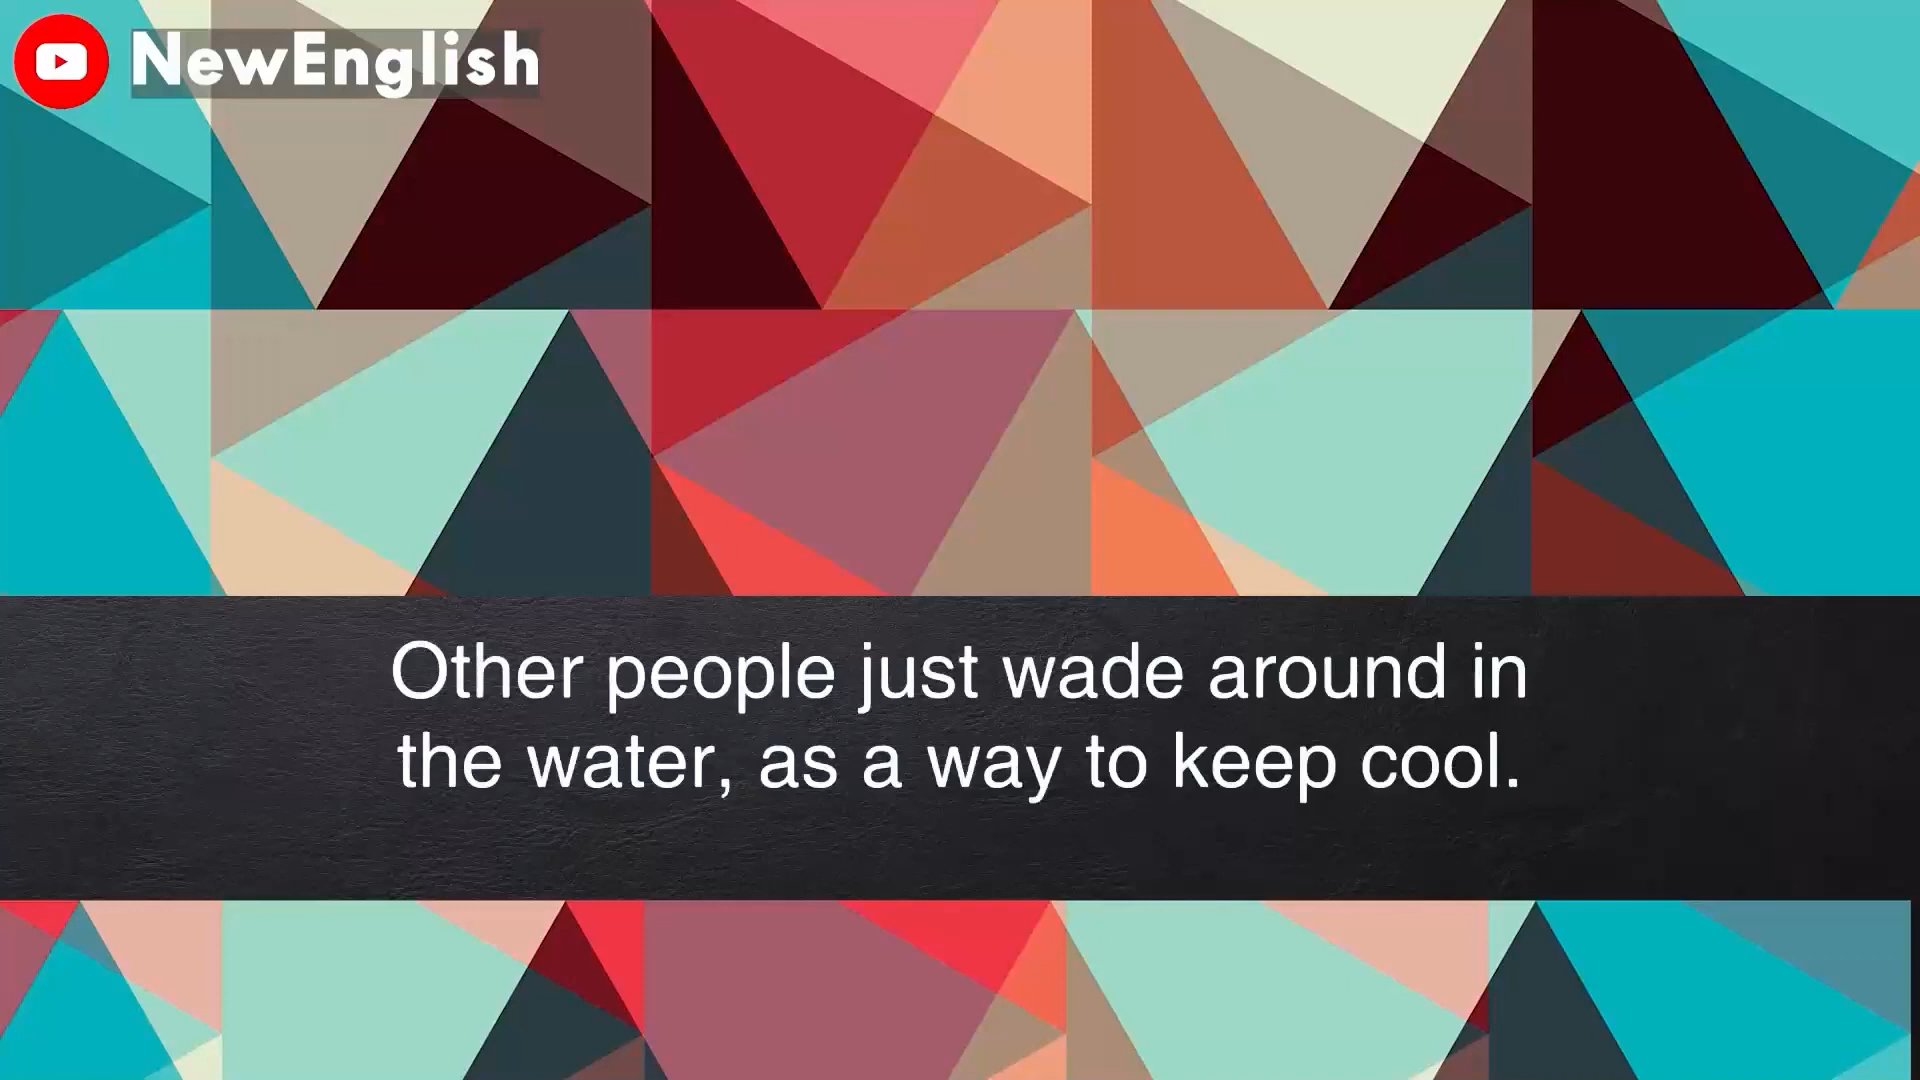 NewEnglish
Other people just wade around in
the water, as a way to keep cool.